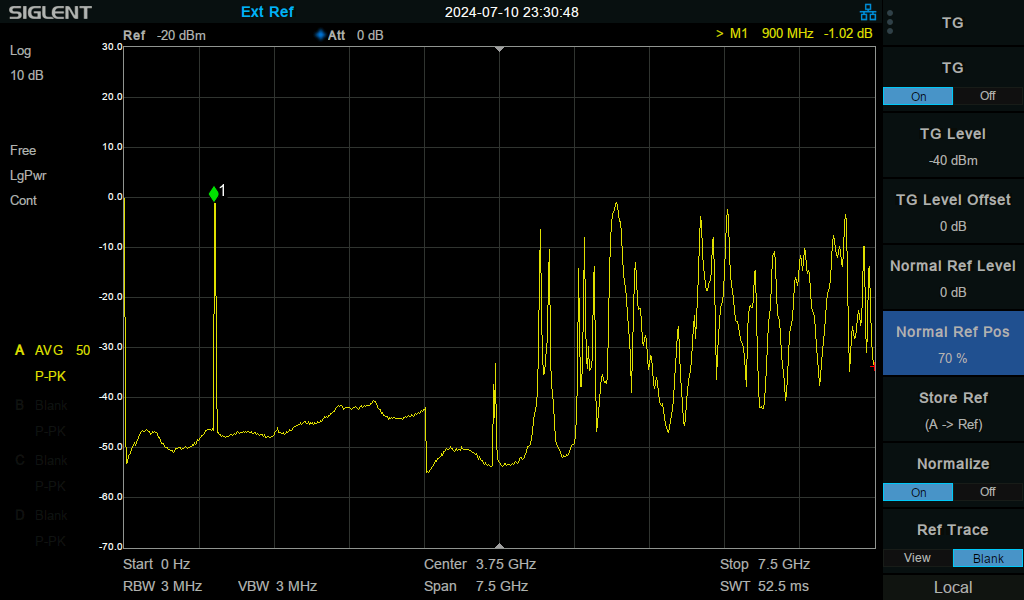 SIGLENT Ext Ref 2024-07-10 23:30:48
Ref -20 dBm Att 0 dB > M1 900 MHz -1.02 dB
Log
10 dB
Free
LgPwr
Cont
A AVG 50
P-PK
B Blank
P-PK
C Blank
P-PK
D Blank
P-PK
30.0
20.0
10.0
0.0
-10.0
-20.0
-30.0
-40.0
-50.0
-60.0
-70.0
1
Start 0 Hz Center 3.75 GHz Stop 7.5 GHz
RBW 3 MHz VBW 3 MHz Span 7.5 GHz SWT 52.5 ms
TG
TG
On Off
TG Level
-40 dBm
TG Level Offset
0 dB
Normal Ref Level
0 dB
Normal Ref Pos
70 %
Store Ref
(A -> Ref)
Normalize
On Off
Ref Trace
View Blank
Local